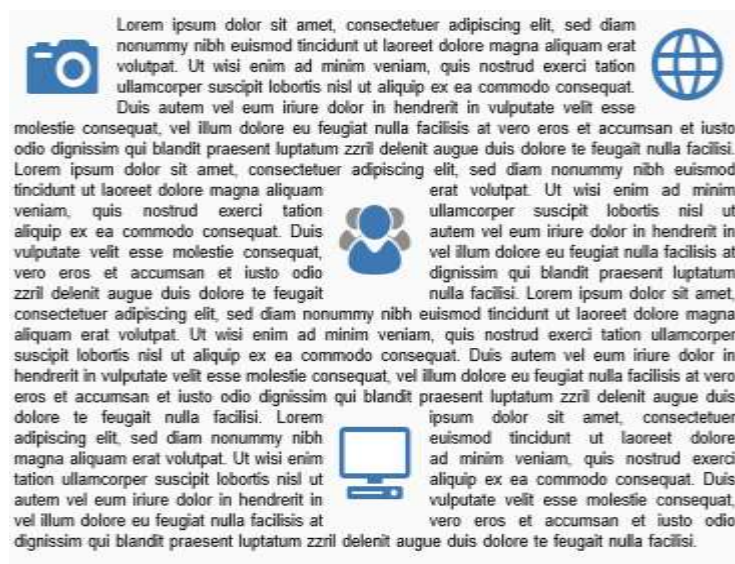 Lorem ipsum dolor sit amet, consectetuer adipiscing elit, sed diam
nonummy nibh euismod tincidunt ut laoreet dolore magna aliquam erat
volutpat. Ut wisi enim ad minim veniam, quis nostrud exerci tation
ullamcorper suscipit lobortis nisl ut aliquip ex ea commodo consequat.
Duis autem vel eum iriure dolor in hendrerit in vulputate velit esse
molestie consequat, vel illum dolore eu feugiat nulla facilisis at vero eros et accumsan et iusto
odio dignissim qui blandit praesent luptatum zzril delenit augue duis dolore te feugait nulla facilisi.
Lorem ipsum dolor sit amet, consectetuer adipiscing elit, sed diam nonummy nibh euismod
tincidunt ut laoreet dolore magna aliquam erat volutpat. Ut wisi enim ad minim
veniam, quis nostrud exerci tation ullamcorper suscipit lobortis nisl ut
aliquip ex ea commodo consequat. Duis autem vel eum iriure dolor in hendrerit in
vulputate velit esse molestie consequat, vel illum dolore eu feugiat nulla facilisis at
vero eros et accumsan et iusto odio dignissim qui blandit praesent luptatum
zzril delenit augue duis dolore te feugait nulla facilisi. Lorem ipsum dolor sit amet,
consectetuer adipiscing elit, sed diam nonummy nibh euismod tincidunt ut laoreet dolore magna
aliquam erat volutpat. Ut wisi enim ad minim veniam, quis nostrud exerci tation ullamcorper
suscipit lobortis nisl ut aliquip ex ea commodo consequat. Duis autem vel eum iriure dolor in
hendrerit in vulputate velit esse molestie consequat, vel illum dolore eu feugiat nulla facilisis at vero
eros et accumsan et iusto odio dignissim qui blandit praesent luptatum zzril delenit augue duis
dolore te feugait nulla facilisi. Lorem ipsum dolor sit amet, consectetuer
adipiscing elit, sed diam nonummy nibh euismod tincidunt ut laoreet dolore
magna aliquam erat volutpat. Ut wisi enim ad minim veniam, quis nostrud exerci
tation ullamcorper suscipit lobortis nisl ut aliquip ex ea commodo consequat. Duis
autem vel eum iriure dolor in hendrerit in vulputate velit esse molestie consequat,
vel illum dolore eu feugiat nulla facilisis at vero eros et accumsan et iusto odio
dignissim qui blandit praesent luptatum zzril delenit augue duis dolore te feugait nulla facilisi.